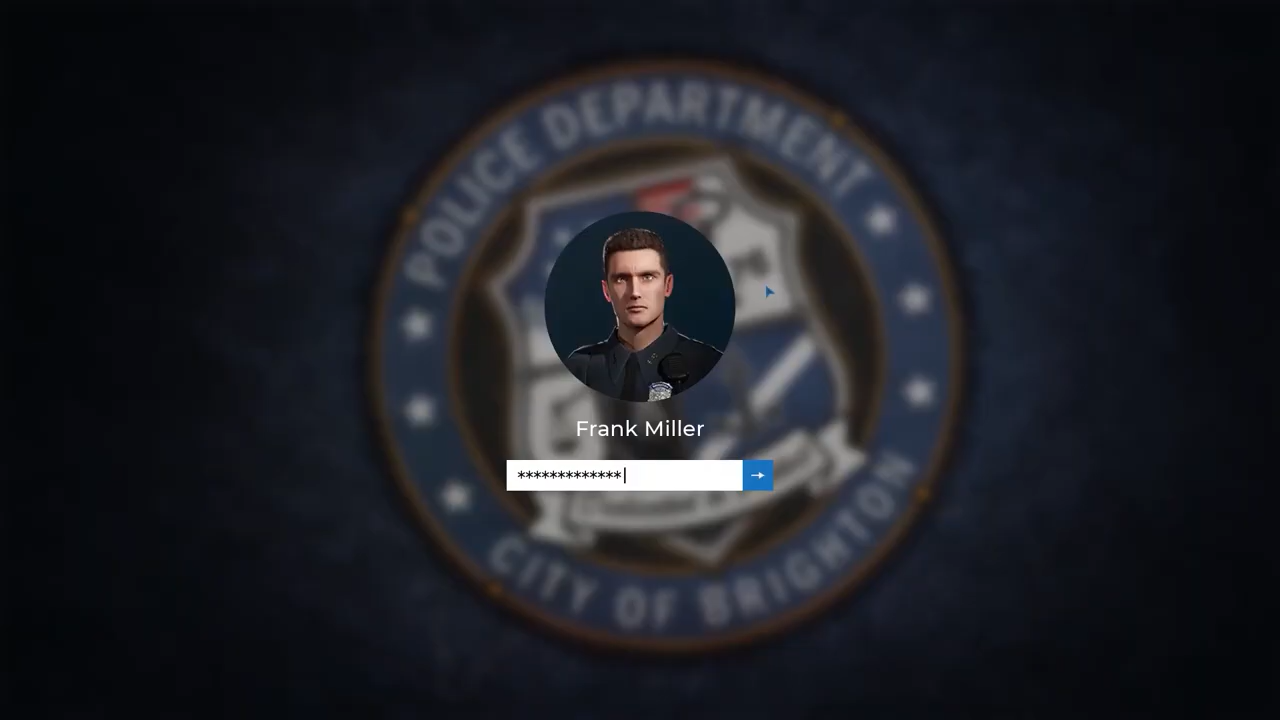 POLICE DEPARTMENT
Frank Miller
*************
CITY OF BRIGHTON